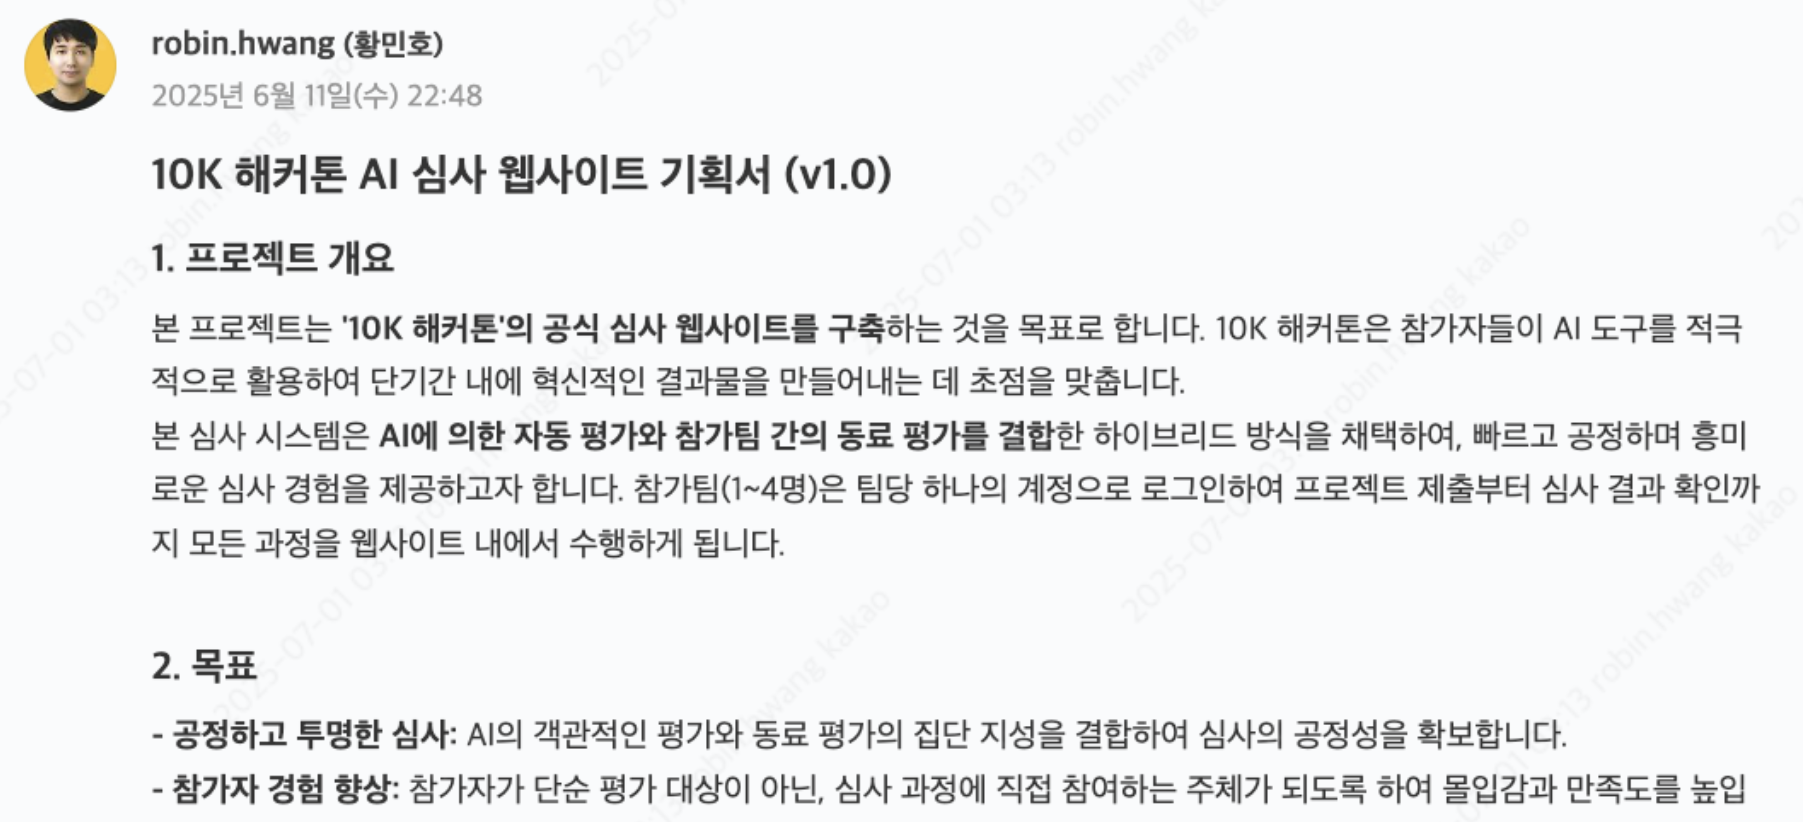 robin.hwang (황민호)
2025년 6월 11일(수) 22:48
10K 해커톤 AI 심사 웹사이트 기획서 (v1.0)
1. 프로젝트 개요
본 프로젝트는 '10K 해커톤'의 공식 심사 웹사이트를 구축하는 것을 목표로 합니다. 10K 해커톤은 참가자들이 AI 도구를 적극
적으로 활용하여 단기간 내에 혁신적인 결과물을 만들어내는 데 초점을 맞춥니다.
본 심사 시스템은 AI에 의한 자동 평가와 참가팀 간의 동료 평가를 결합한 하이브리드 방식을 채택하여, 빠르고 공정하며 흥미
로운 심사 경험을 제공하고자 합니다. 참가팀(1~4명)은 팀당 하나의 계정으로 로그인하여 프로젝트 제출부터 심사 결과 확인까
지 모든 과정을 웹사이트 내에서 수행하게 됩니다.
2. 목표
- 공정하고 투명한 심사: AI의 객관적인 평가와 동료 평가의 집단 지성을 결합하여 심사의 공정성을 확보합니다.
- 참가자 경험 향상: 참가자가 단순 평가 대상이 아닌, 심사 과정에 직접 참여하는 주체가 되도록 하여 몰입감과 만족도를 높입
2025-07-01 03:13 robin.hwang kakao